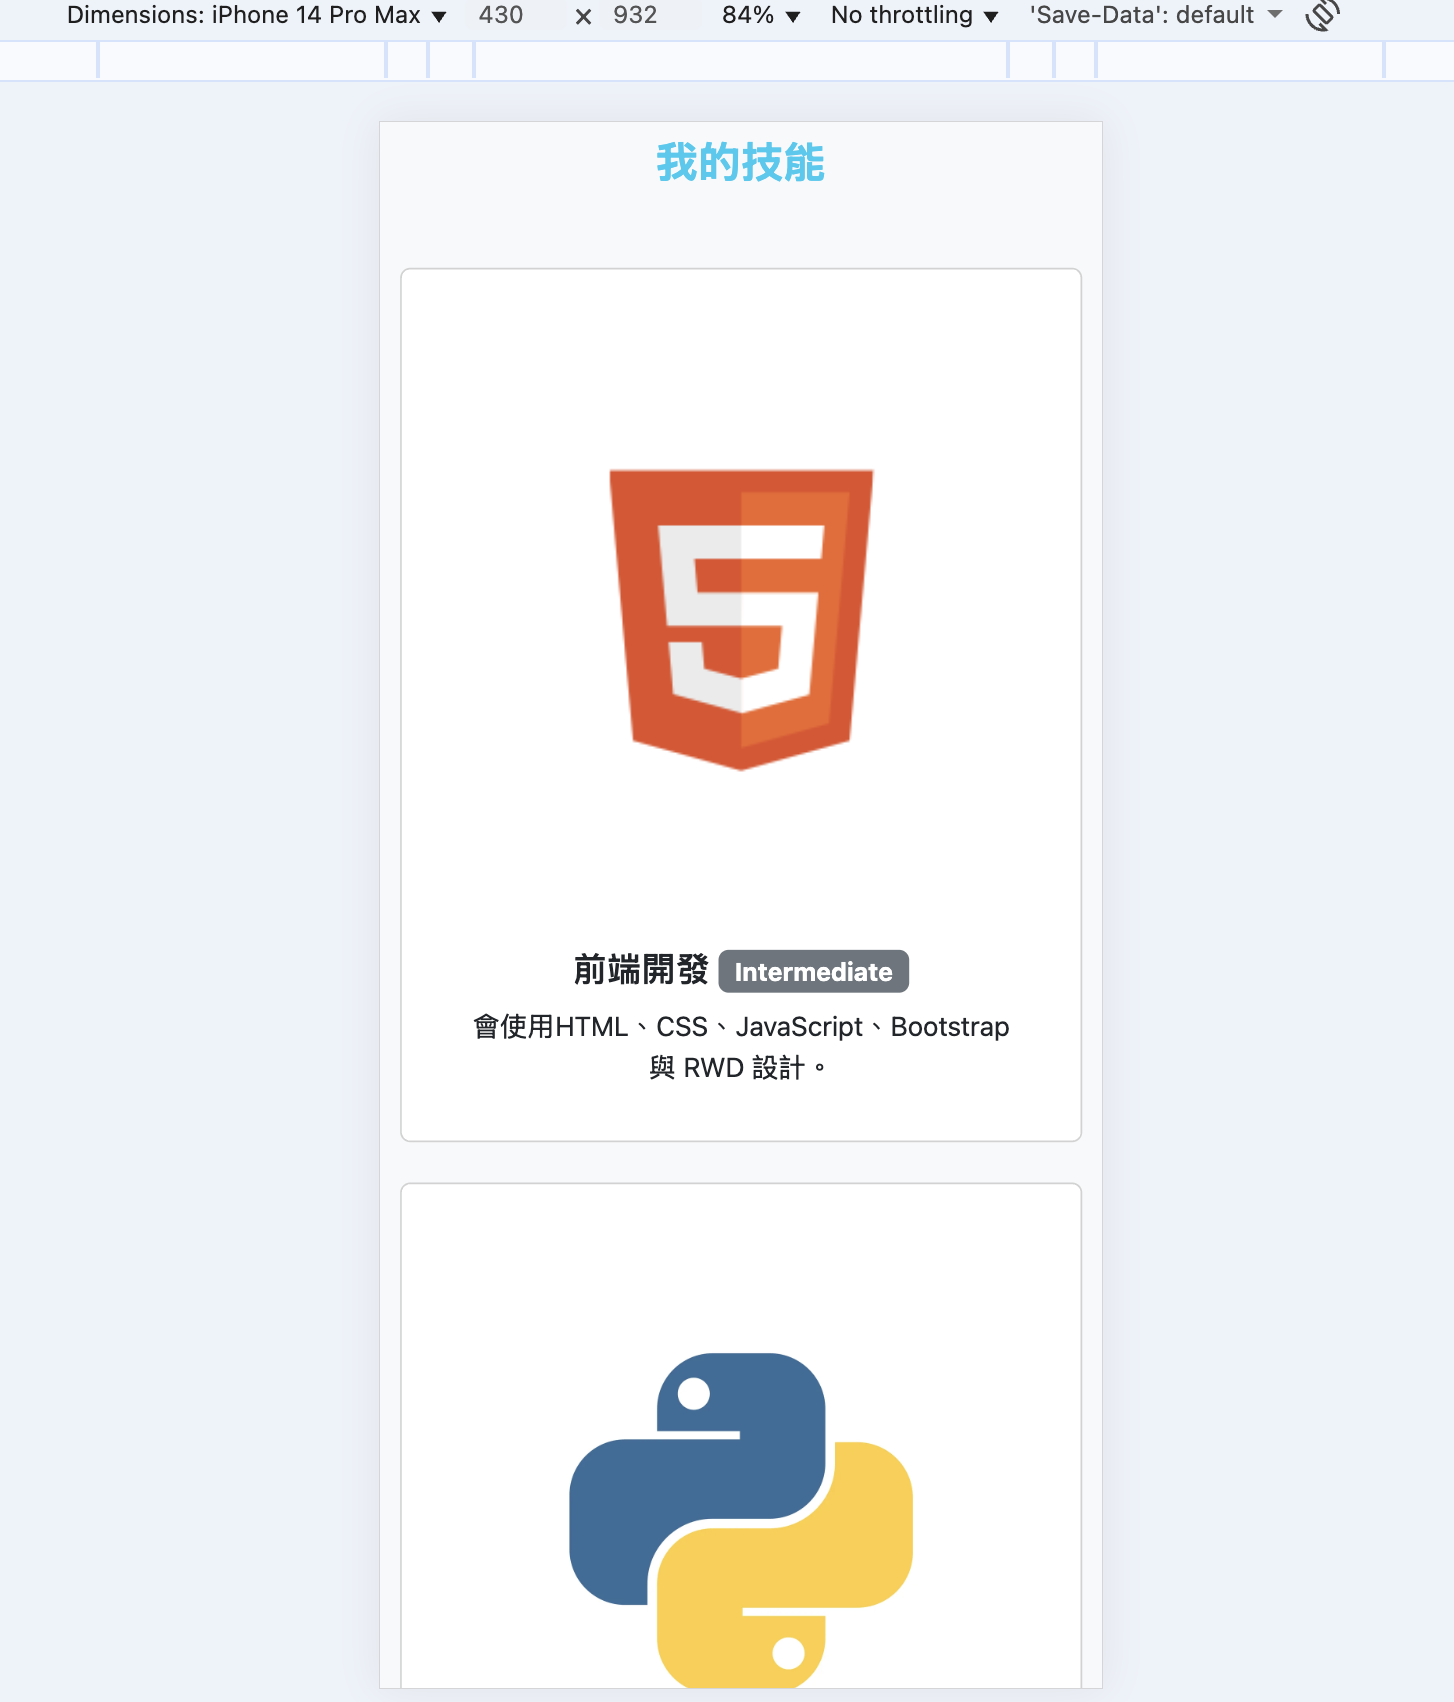 Dimensions: iPhone 14 Pro Max 430 × 932 84% No throttling 'Save-Data': default
我的技能
前端開發 Intermediate
會使用HTML、CSS、JavaScript、Bootstrap
與 RWD 設計。